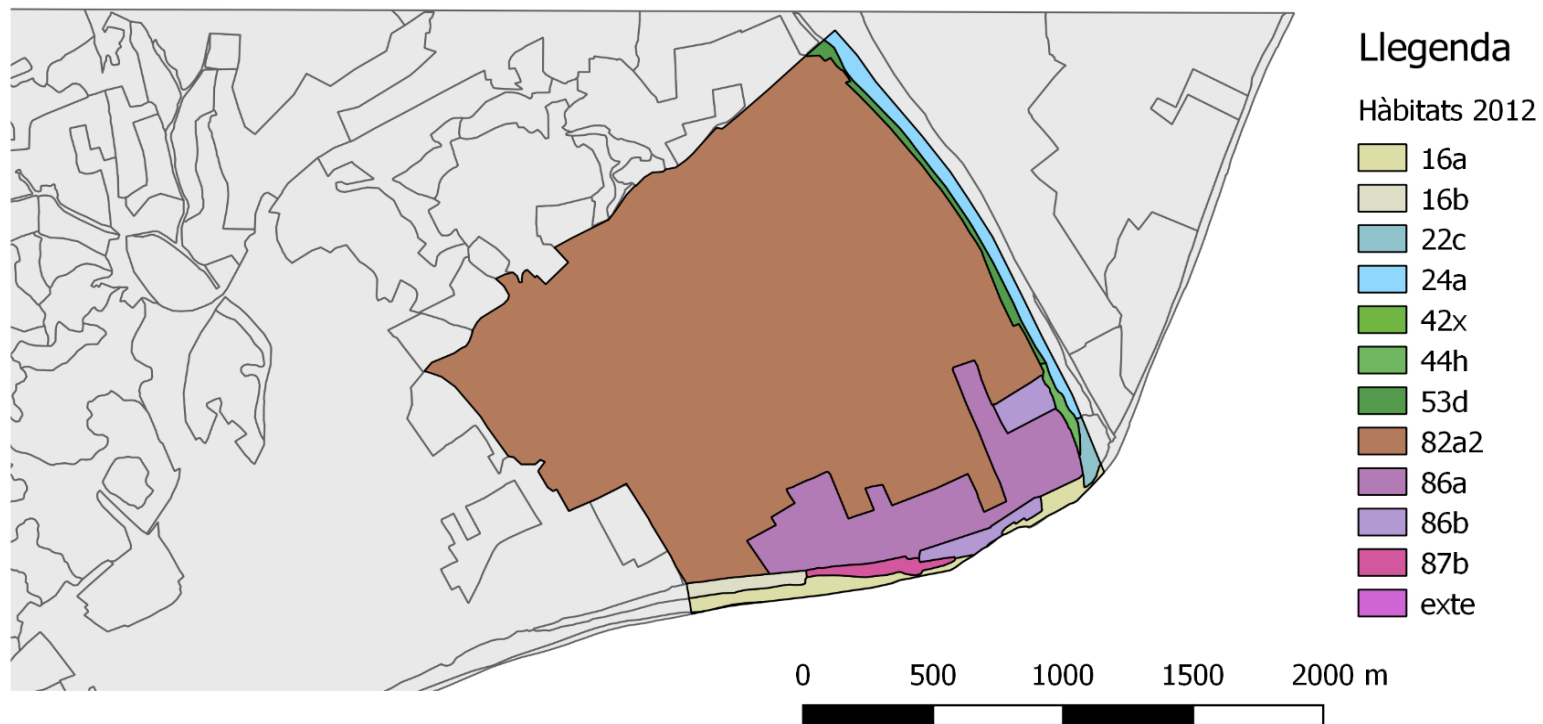 Llegenda
Hàbitats 2012
16a
16b
22c
24a
42x
44h
53d
82a2
86a
86b
87b
exte
0 500 1000 1500 2000 m